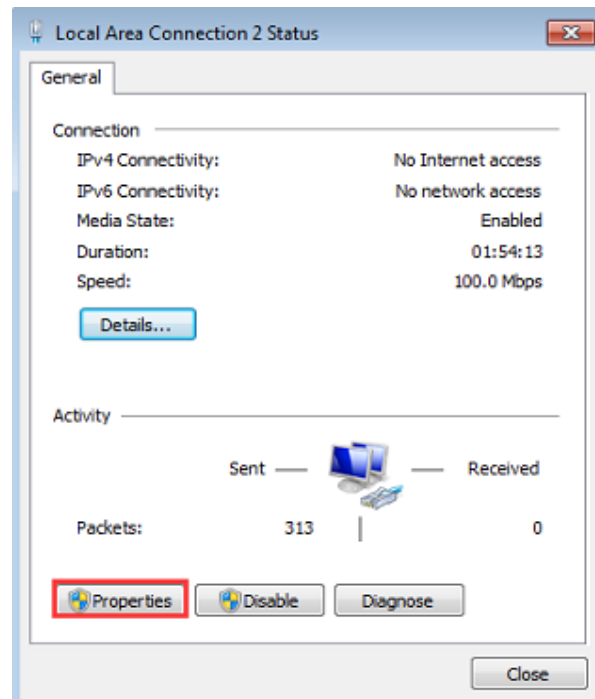 Local Area Connection 2 Status
General
Connection
IPv4 Connectivity: No Internet access
IPv6 Connectivity: No network access
Media State: Enabled
Duration: 01:54:13
Speed: 100.0 Mbps
Details...
Activity
Sent Received
Packets: 313 0
Properties Disable Diagnose
Close